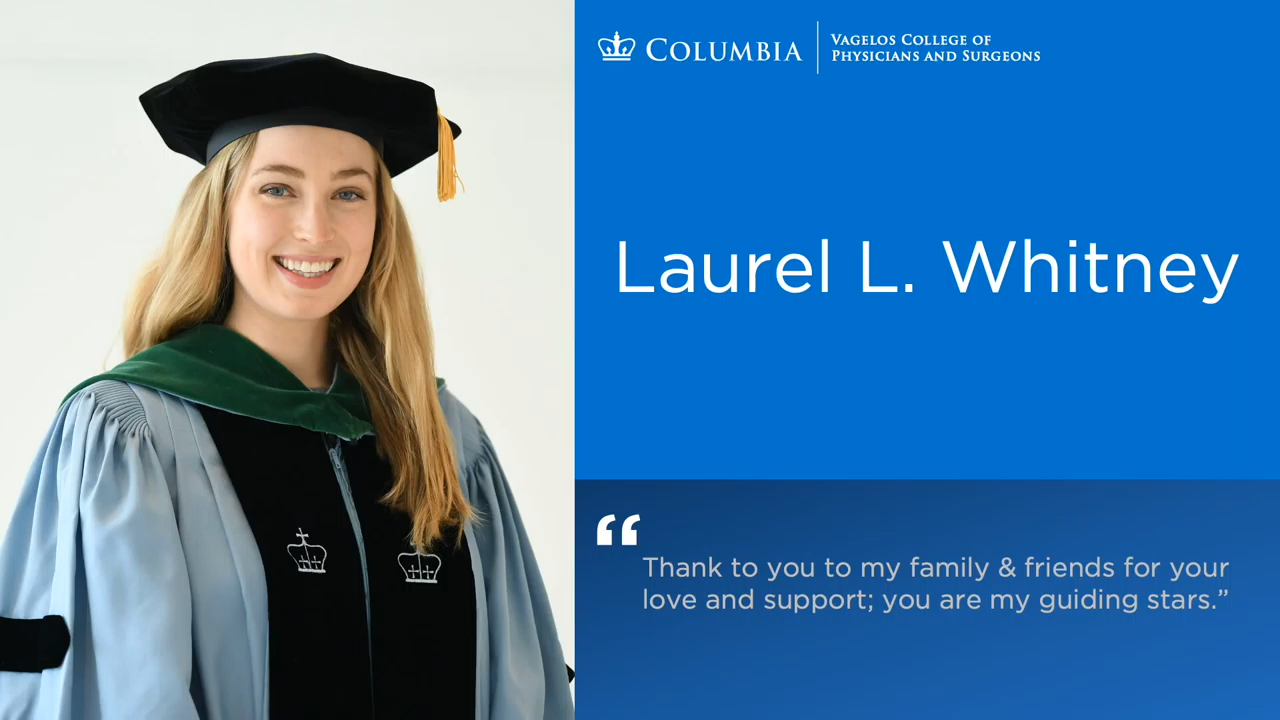 COLUMBIA
VAGELOS COLLEGE OF
PHYSICIANS AND SURGEONS
Laurel L. Whitney
“
Thank to you to my family & friends for your
love and support; you are my guiding stars.”